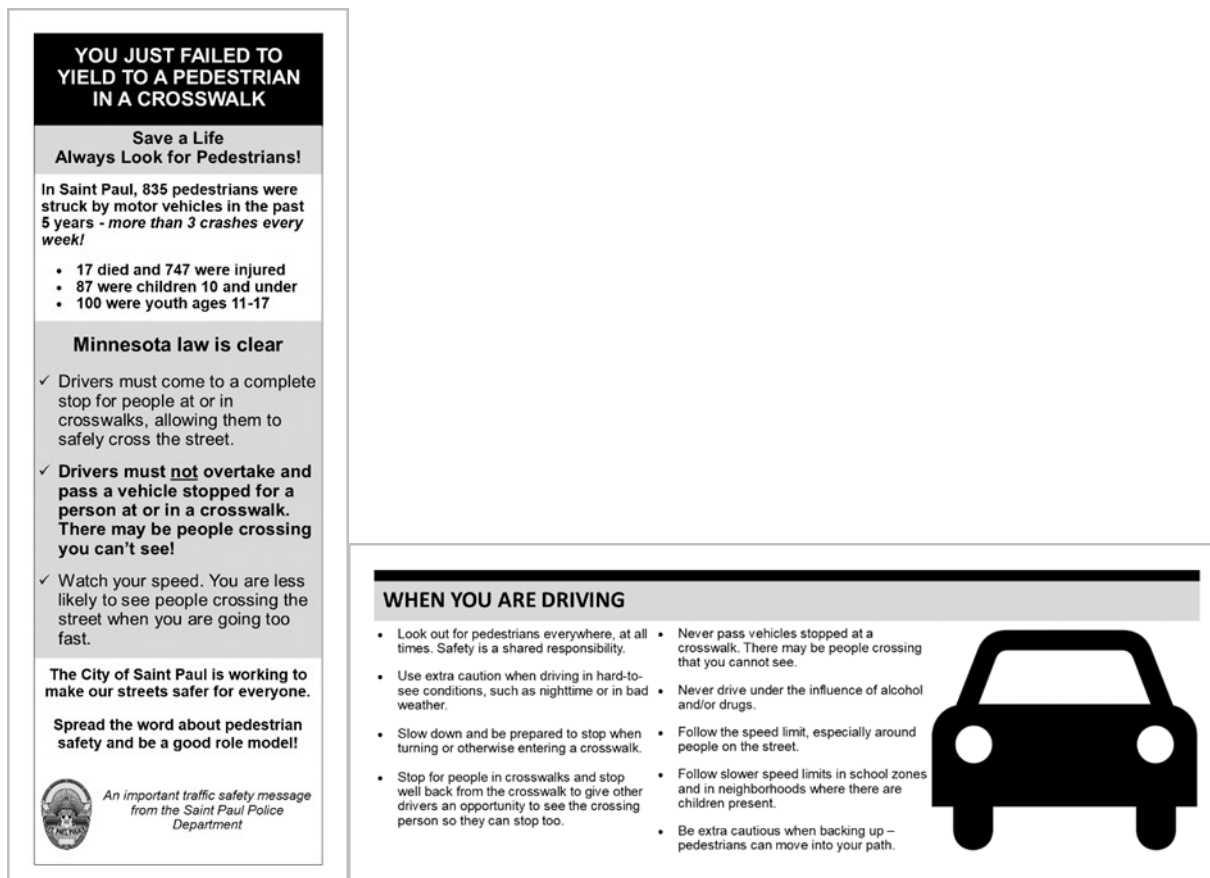 YOU JUST FAILED TO
YIELD TO A PEDESTRIAN
IN A CROSSWALK
Save a Life
Always Look for Pedestrians!
In Saint Paul, 835 pedestrians were
struck by motor vehicles in the past
5 years - more than 3 crashes every
week!
• 17 died and 747 were injured
• 87 were children 10 and under
• 100 were youth ages 11-17
Minnesota law is clear
✓ Drivers must come to a complete
stop for people at or in
crosswalks, allowing them to
safely cross the street.
✓ Drivers must not overtake and
pass a vehicle stopped for a
person at or in a crosswalk.
There may be people crossing
you can't see!
✓ Watch your speed. You are less
likely to see people crossing the
street when you are going too
fast.
The City of Saint Paul is working to
make our streets safer for everyone.
Spread the word about pedestrian
safety and be a good role model!
An important traffic safety message
from the Saint Paul Police
Department
WHEN YOU ARE DRIVING
• Look out for pedestrians everywhere, at all
times. Safety is a shared responsibility.
• Use extra caution when driving in hard-to-
see conditions, such as nighttime or in bad
weather.
• Slow down and be prepared to stop when
turning or otherwise entering a crosswalk.
• Stop for people in crosswalks and stop
well back from the crosswalk to give other
drivers an opportunity to see the crossing
person so they can stop too.
• Never pass vehicles stopped at a
crosswalk. There may be people crossing
that you cannot see.
• Never drive under the influence of alcohol
and/or drugs.
• Follow the speed limit, especially around
people on the street.
• Follow slower speed limits in school zones
and in neighborhoods where there are
children present.
• Be extra cautious when backing up –
pedestrians can move into your path.